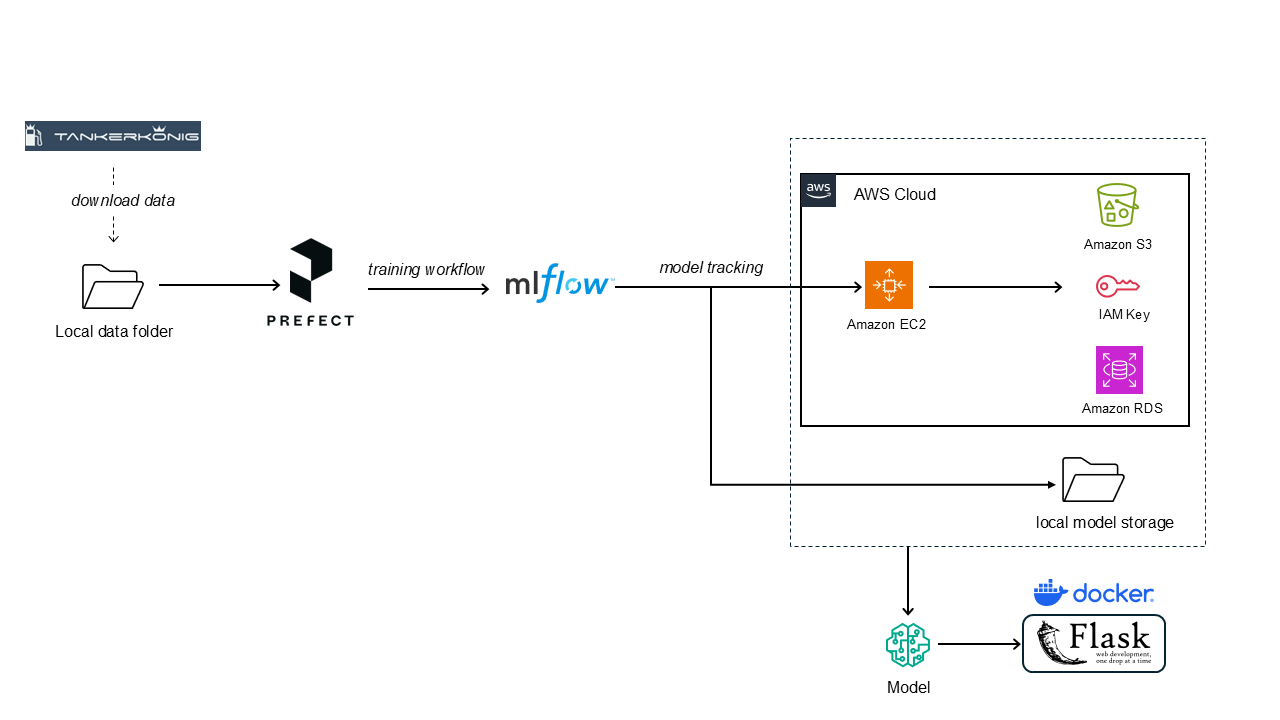 TANKERKÖNIG
download data
Local data folder
PREFECT
training workflow
mlflow™
model tracking
aws
AWS Cloud
Amazon S3
Amazon EC2
IAM Key
Amazon RDS
local model storage
docker
Flask
web development,
one drop at a time
Model